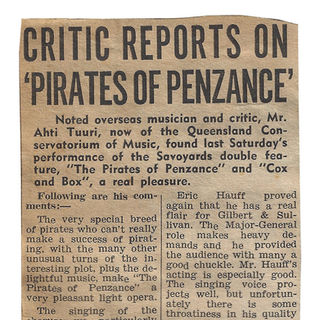 CRITIC REPORTS ON
'PIRATES OF PENZANCE'
Noted overseas musician and critic, Mr.
Ahti Tuuri, now of the Queensland Con-
servatorium of Music, found last Saturday's
performance of the Savoyards double fea-
ture, "The Pirates of Penzance" and "Cox
and Box", a real pleasure.
Following are his com-
ments:—
The very special breed
of pirates who can't really
make a success of pirat-
ing, with the many other
unusual turns of the in-
teresting plot, plus the de-
lightful music, make "The
Pirates of Penzance" a
very pleasant light opera.
The singing of the
Eric Hauff proved
again that he has a real
flair for Gilbert & Sul-
livan. The Major-General
role makes heavy de-
mands and he provided
the audience with many a
good chuckle. Mr. Hauff's
acting is especially good.
The singing voice pro-
jects well, but unfortun-
ately there is some
throatiness in his quality